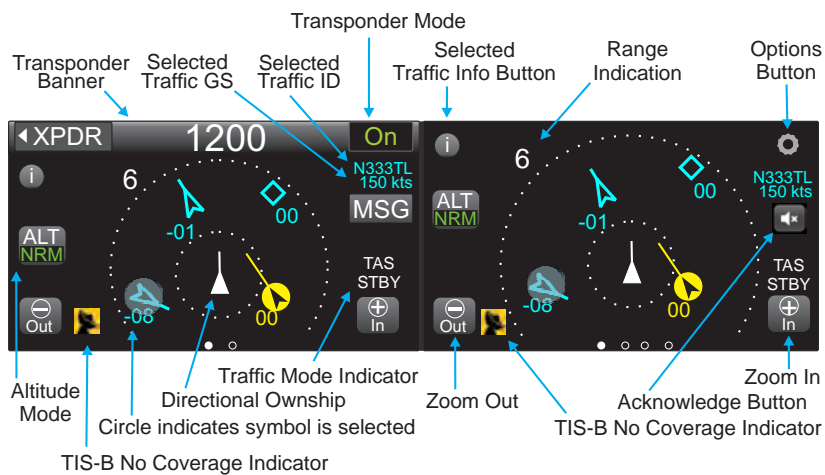 Transponder Mode
Transponder
Banner
Selected
Traffic GS
Selected
Traffic ID
Selected
Traffic Info Button
Range
Indication
Options
Button
XPDR
1200
On
i
6
N333TL
150 kts
MSG
-01
00
ALT
NRM
TAS
STBY
-08
00
Out
In
i
6
N333TL
150 kts
-01
00
ALT
NRM
TAS
STBY
-08
00
Out
In
Altitude
Mode
Traffic Mode Indicator
Directional Ownship
Circle indicates symbol is selected
TIS-B No Coverage Indicator
Zoom Out
Zoom In
Acknowledge Button
TIS-B No Coverage Indicator